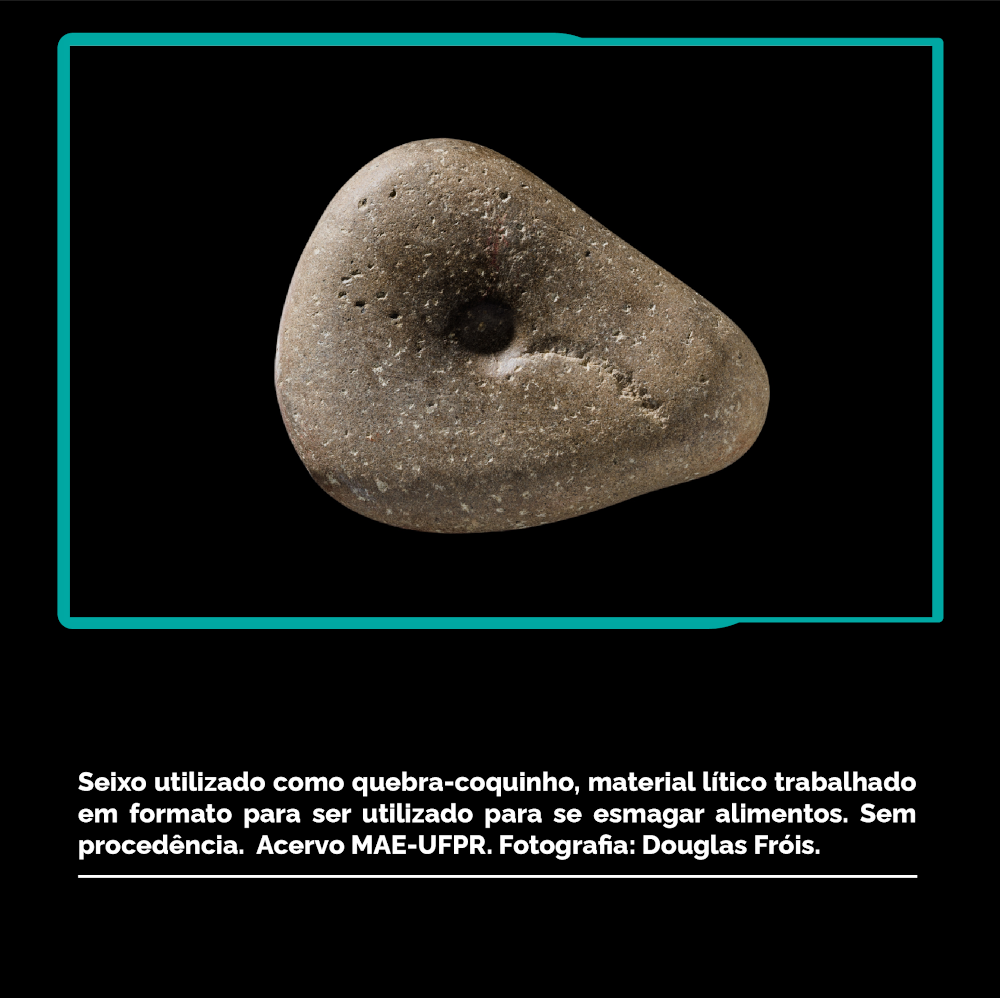 Seixo utilizado como quebra-coquinho, material lítico trabalhado
em formato para ser utilizado para se esmagar alimentos. Sem
procedência.  Acervo MAE-UFPR. Fotografia: Douglas Fróis.